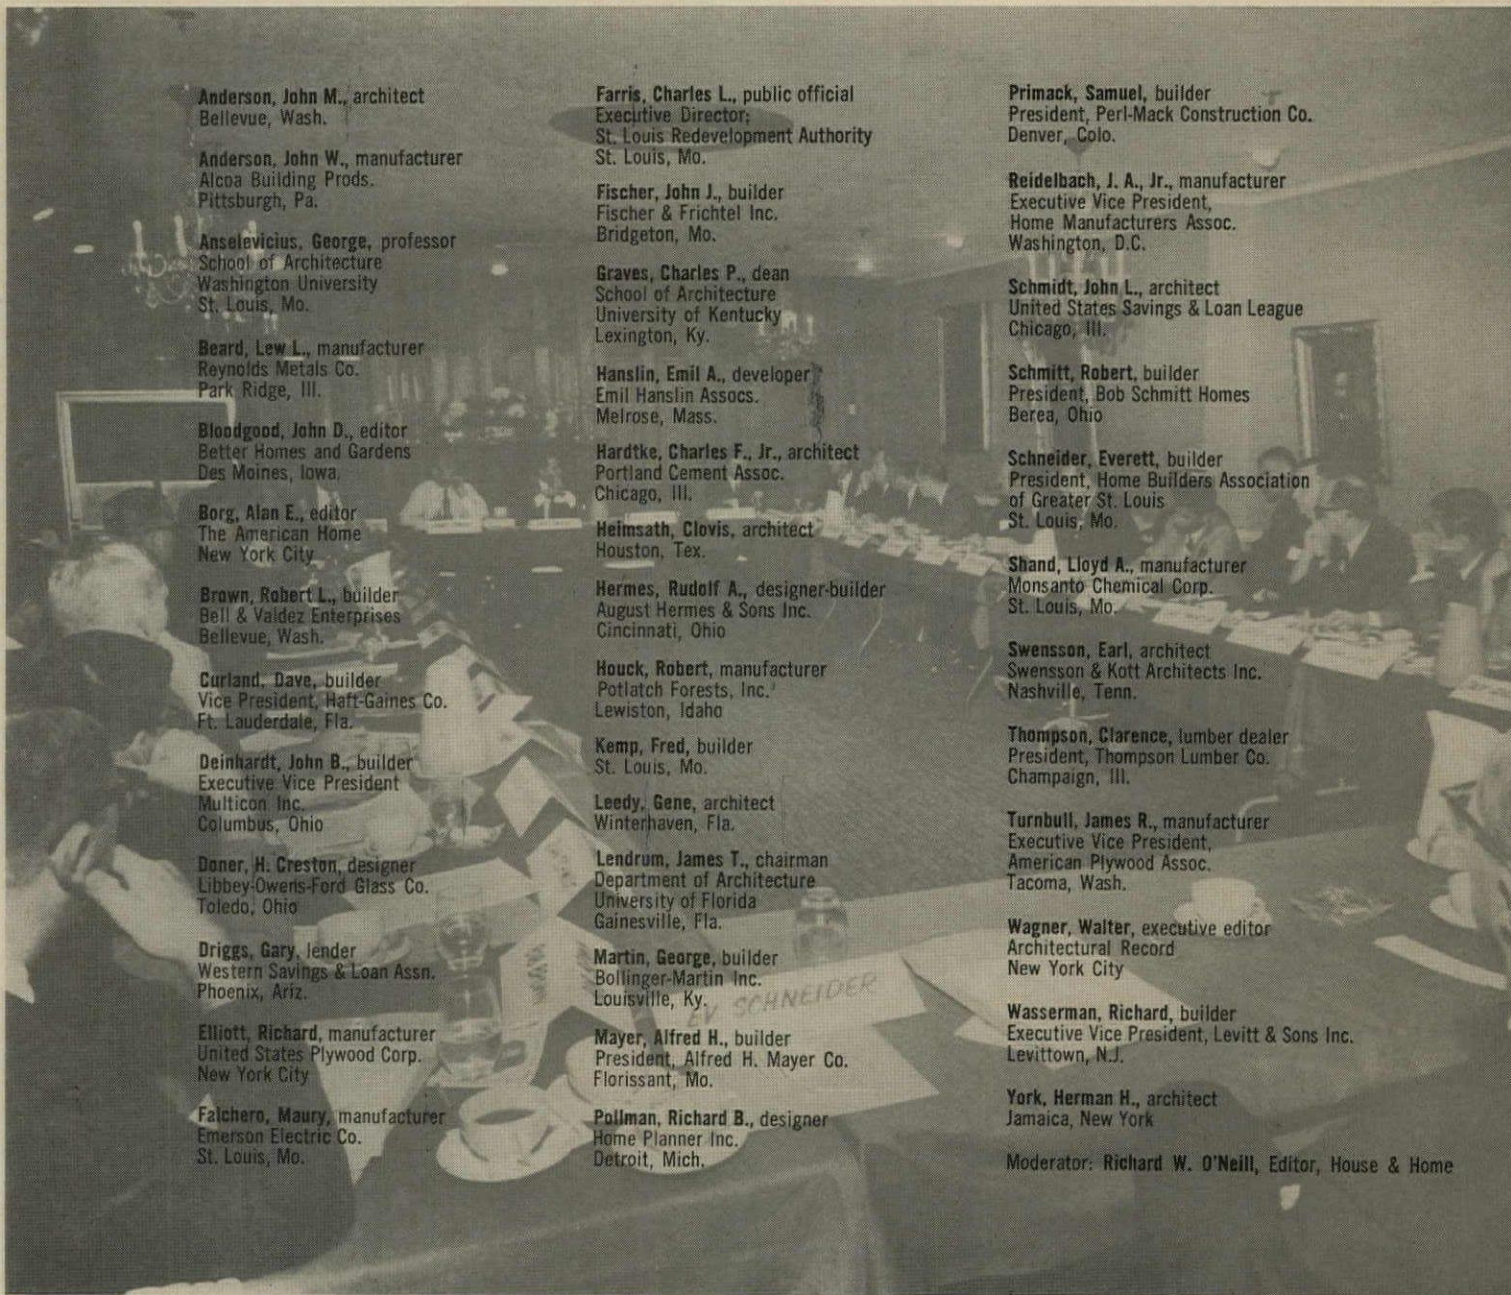 Anderson, John M., architect
Bellevue, Wash.
Anderson, John W., manufacturer
Alcoa Building Prods.
Pittsburgh, Pa.
Anselevicius, George, professor
School of Architecture
Washington University
St. Louis, Mo.
Beard, Lew L., manufacturer
Reynolds Metals Co.
Park Ridge, Ill.
Bloodgood, John D., editor
Better Homes and Gardens
Des Moines, Iowa,
Borg, Alan E., editor
The American Home
New York City
Brown, Robert L., builder
Bell & Valdez Enterprises
Bellevue, Wash.
Curland, Dave, builder
Vice President, Haft-Gaines Co.
Ft. Lauderdale, Fla.
Deinhardt, John B., builder
Executive Vice President
Multicon Inc.
Columbus, Ohio
Doner, H. Creston, designer
Libbey-Owens-Ford Glass Co.
Toledo, Ohio
Driggs, Gary, lender
Western Savings & Loan Assn.
Phoenix, Ariz.
Elliott, Richard, manufacturer
United States Plywood Corp.
New York City
Falchero, Maury, manufacturer
Emerson Electric Co.
St. Louis, Mo.
Farris, Charles L., public official
Executive Director;
St. Louis Redevelopment Authority
St. Louis, Mo.
Fischer, John J., builder
Fischer & Frichtel Inc.
Bridgeton, Mo.
Graves, Charles P., dean
School of Architecture
University of Kentucky
Lexington, Ky.
Hanslin, Emil A., developer
Emil Hanslin Assocs.
Melrose, Mass.
Hardtke, Charles F., Jr., architect
Portland Cement Assoc.
Chicago, Ill.
Heimsath, Clovis, architect
Houston, Tex.
Hermes, Rudolf A., designer-builder
August Hermes & Sons Inc.
Cincinnati, Ohio
Houck, Robert, manufacturer
Potlatch Forests, Inc.
Lewiston, Idaho
Kemp, Fred, builder
St. Louis, Mo.
Leedy, Gene, architect
Winterhaven, Fla.
Lendrum, James T., chairman
Department of Architecture
University of Florida
Gainesville, Fla.
Martin, George, builder
Bollinger-Martin Inc.
Louisville, Ky.
EV SCHNEIDER
Mayer, Alfred H., builder
President, Alfred H. Mayer Co.
Florissant, Mo.
Pollman, Richard B., designer
Home Planner Inc.
Detroit, Mich.
Primack, Samuel, builder
President, Perl-Mack Construction Co.
Denver, Colo.
Reidelbach, J. A., Jr., manufacturer
Executive Vice President,
Home Manufacturers Assoc.
Washington, D.C.
Schmidt, John L., architect
United States Savings & Loan League
Chicago, Ill.
Schmitt, Robert, builder
President, Bob Schmitt Homes
Berea, Ohio
Schneider, Everett, builder
President, Home Builders Association
of Greater St. Louis
St. Louis, Mo.
Shand, Lloyd A., manufacturer
Monsanto Chemical Corp.
St. Louis, Mo.
Swensson, Earl, architect
Swensson & Kott Architects Inc.
Nashville, Tenn.
Thompson, Clarence, lumber dealer
President, Thompson Lumber Co.
Champaign, Ill.
Turnbull, James R., manufacturer
Executive Vice President,
American Plywood Assoc.
Tacoma, Wash.
Wagner, Walter, executive editor
Architectural Record
New York City
Wasserman, Richard, builder
Executive Vice President, Levitt & Sons Inc.
Levittown, N.J.
York, Herman H., architect
Jamaica, New York
Moderator: Richard W. O'Neill, Editor, House & Home